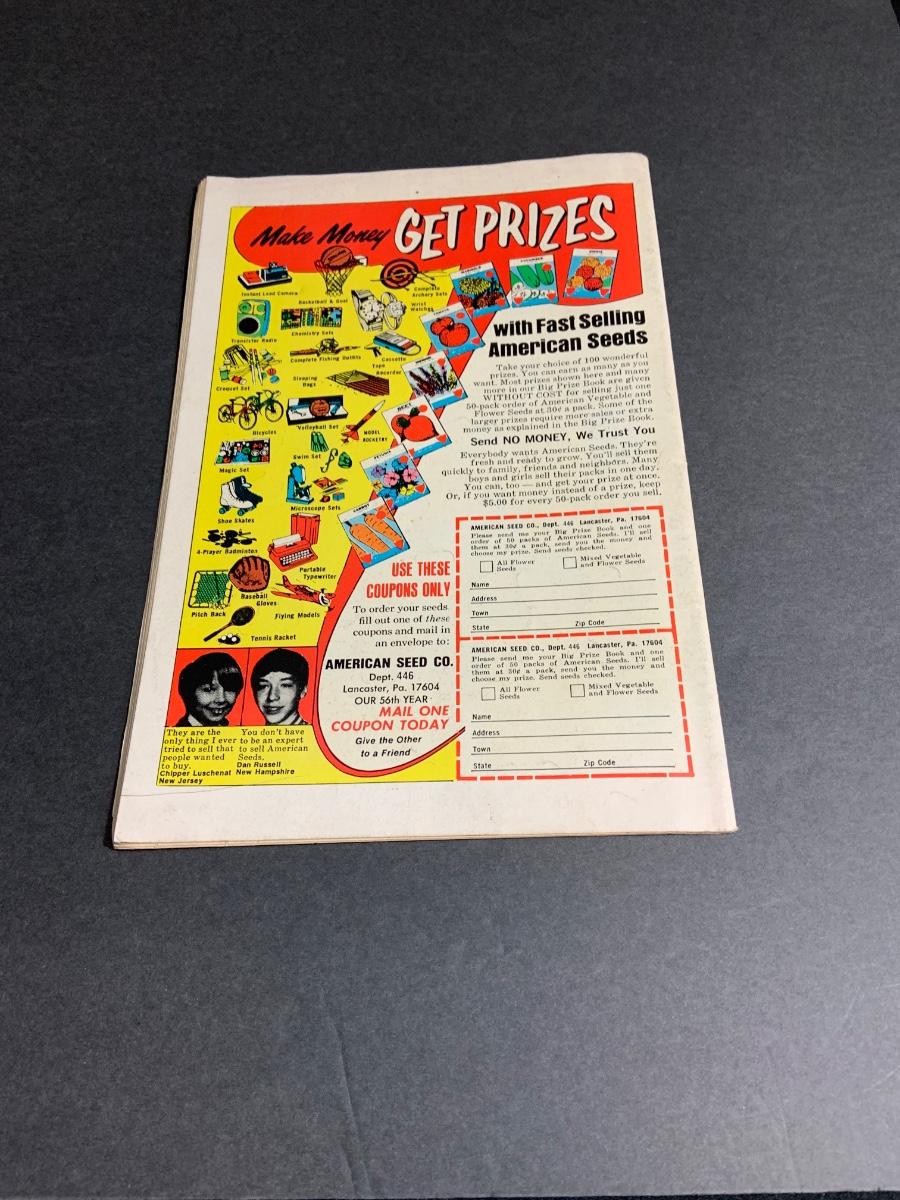 Make Money GET PRIZES
Instant Load Camera
Basketball & Goal
Complete
Archery Sets
Transistor Radio
Chemistry Sets
Wrist
Watches
Croquet Set
Complete Fishing Outfits
Cassette
Tape
Recorder
Sleeping
Bags
Bicycles
Volleyball Set
MODEL
ROCKETRY
Magic Set
Swim Set
Shoe Skates
Microscope Sets
4-Player Badminton
Portable
Typewriter
Pitch Back
Baseball
Gloves
Flying Models
Tennis Racket
BEET
PETUNIA
CARROT
with Fast Selling
American Seeds
Take your choice of 100 wonderful
prizes. You can earn as many as you
want. Most prizes shown here and many
more in our Big Prize Book are given
WITHOUT COST for selling just one
50-pack order of American Vegetable and
Flower Seeds at 30¢ a pack. Some of the
larger prizes require more sales or extra
money as explained in the Big Prize Book.
Send NO MONEY, We Trust You
Everybody wants American Seeds. They're
fresh and ready to grow. You'll sell them
quickly to family, friends and neighbors. Many
boys and girls sell their packs in one day.
You can, too — and get your prize at once.
Or, if you want money instead of a prize, keep
$5.00 for every 50-pack order you sell.
USE THESE
COUPONS ONLY
To order your seeds
fill out one of these
coupons and mail in
an envelope to:
AMERICAN SEED CO.
Dept. 446
Lancaster, Pa. 17604
OUR 56th YEAR
MAIL ONE
COUPON TODAY
Give the Other
to a Friend
They are the
only thing I ever
tried to sell that
people wanted
to buy.
Chipper Luschenat
New Jersey
You don't have
to be an expert
to sell American
Seeds.
Dan Russell
New Hampshire
AMERICAN SEED CO., Dept. 446 Lancaster, Pa. 17604
Please send me your Big Prize Book and one
order of 50 packs of American Seeds. I'll sell
them at 30¢ a pack, send you the money and
choose my prize. Send seeds checked.
All Flower
Seeds
Mixed Vegetable
and Flower Seeds
Name
Address
Town
State Zip Code
AMERICAN SEED CO., Dept. 446 Lancaster, Pa. 17604
Please send me your Big Prize Book and one
order of 50 packs of American Seeds. I'll sell
them at 30¢ a pack, send you the money and
choose my prize. Send seeds checked.
All Flower
Seeds
Mixed Vegetable
and Flower Seeds
Name
Address
Town
State Zip Code